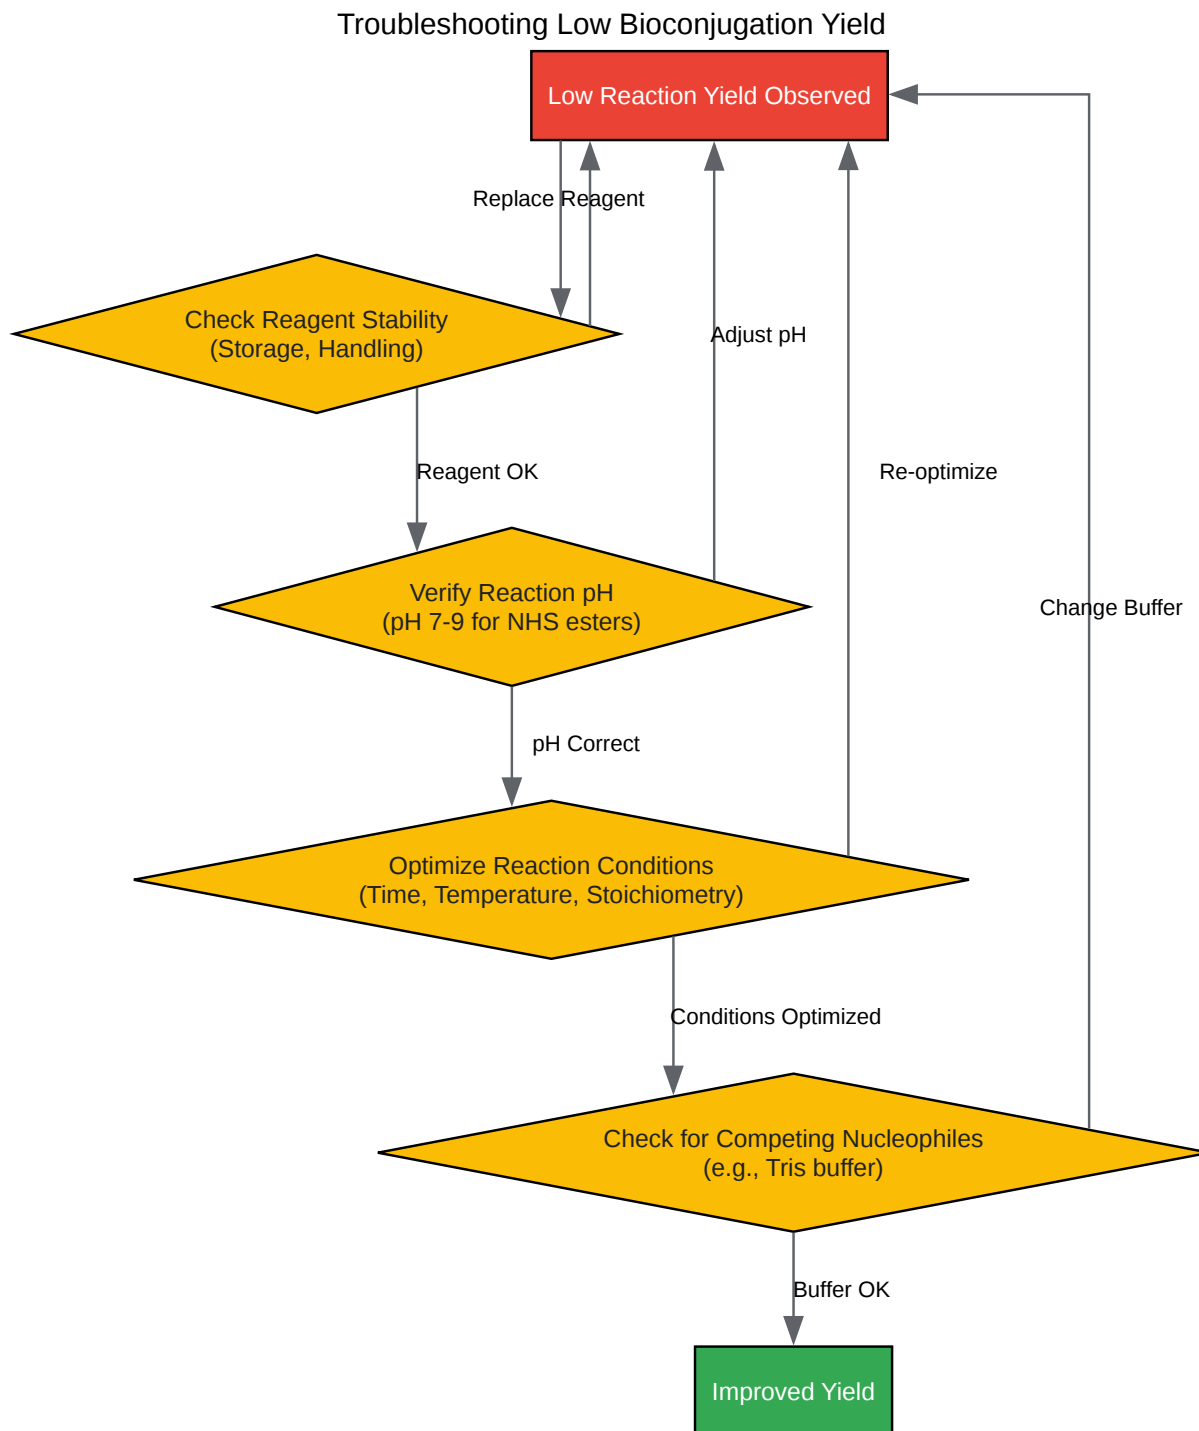 Troubleshooting Low Bioconjugation Yield
Low Reaction Yield Observed
Replace Reagent
Check Reagent Stability
(Storage, Handling)
Adjust pH
Reagent OK
Re-optimize
Verify Reaction pH
(pH 7-9 for NHS esters)
Change Buffer
pH Correct
Optimize Reaction Conditions
(Time, Temperature, Stoichiometry)
Conditions Optimized
Check for Competing Nucleophiles
(e.g., Tris buffer)
Buffer OK
Improved Yield